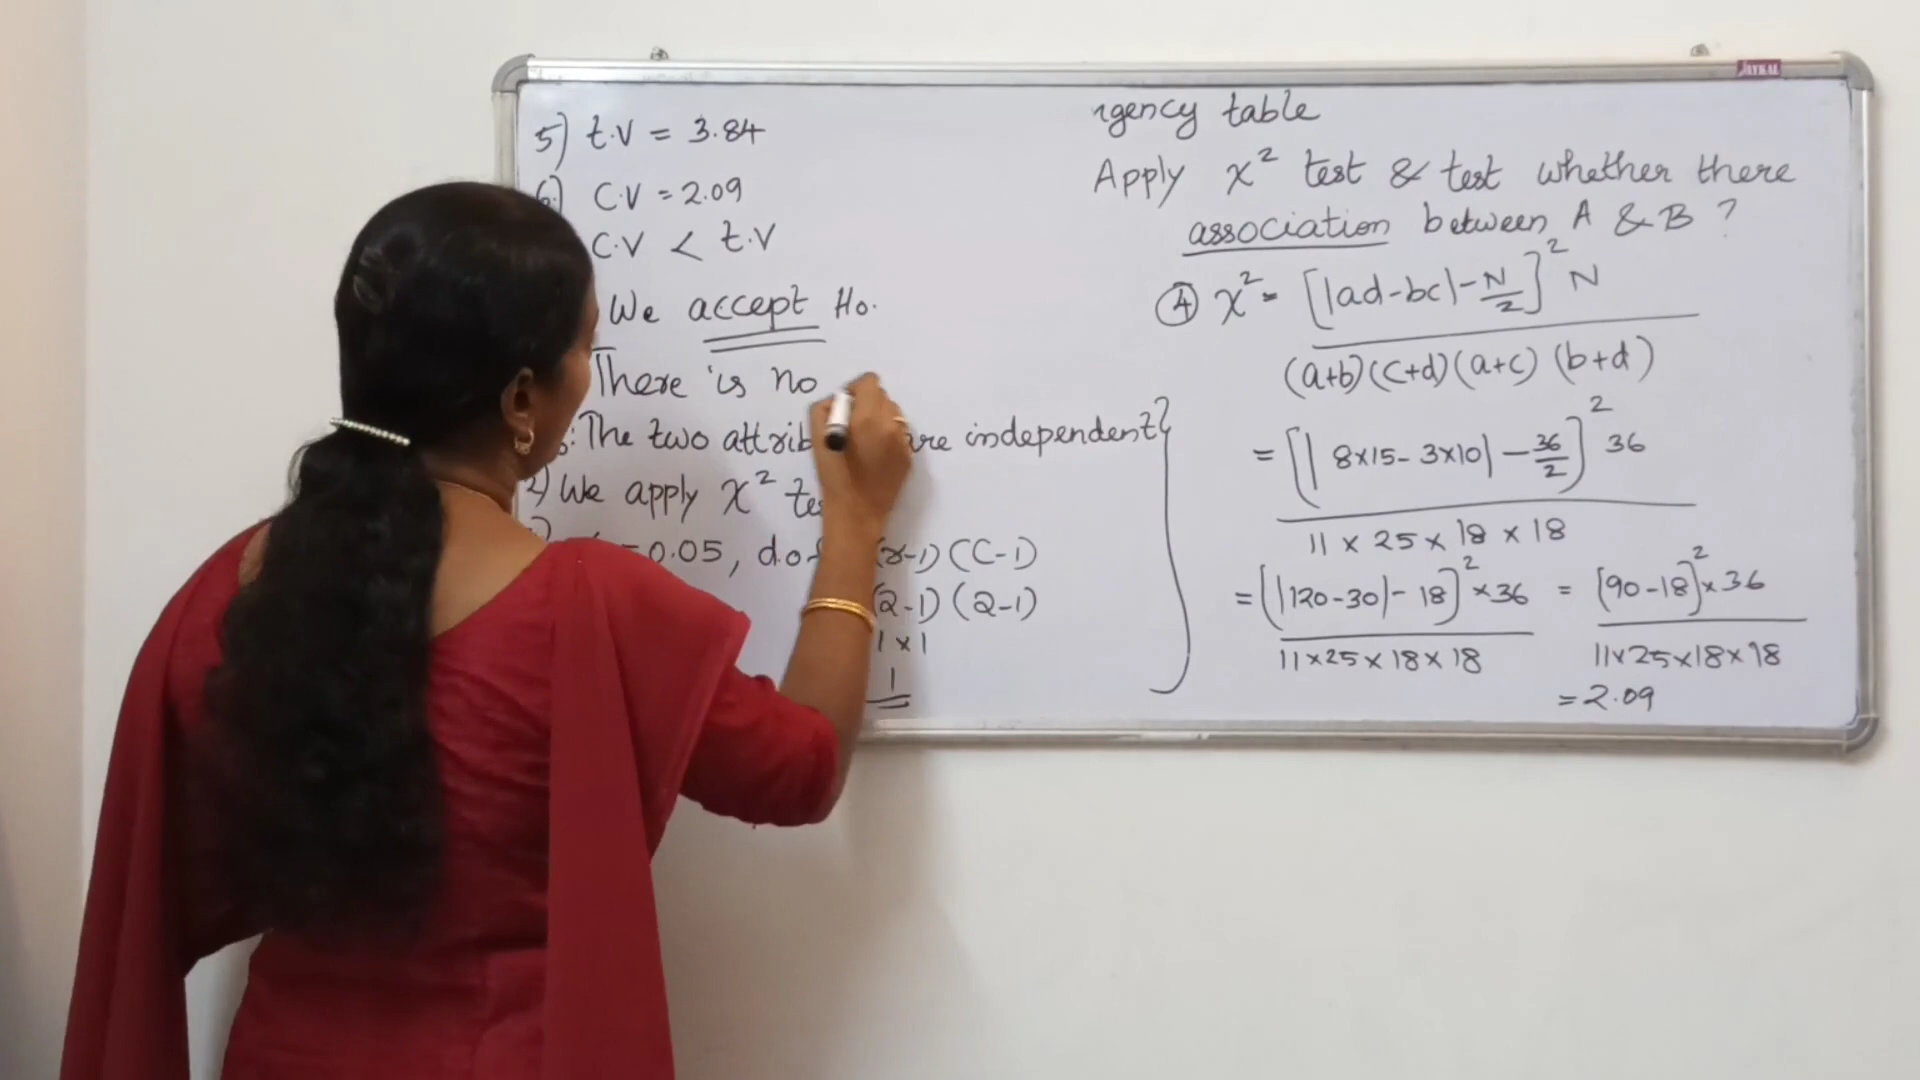 JAYKAL
5) t.V = 3.84
6) C.V = 2.09
C.V < t.V
We accept Ho.
There is no
The two attrib are independent
2) We apply χ² te
= 0.05, d.o.f (r-1) (C-1)
(2-1) (2-1)
1 × 1
1
ngency table
Apply χ² test & test whether there
association between A & B ?
④ χ² = [|ad-bc| - N/2]² N
(a+b) (c+d) (a+c) (b+d)
= [| 8×15 - 3×10| - 36/2]² 36
11 × 25 × 18 × 18
= (|120-30| - 18]² × 36 = [90-18]² × 36
11×25×18×18 11×25×18×18
= 2.09